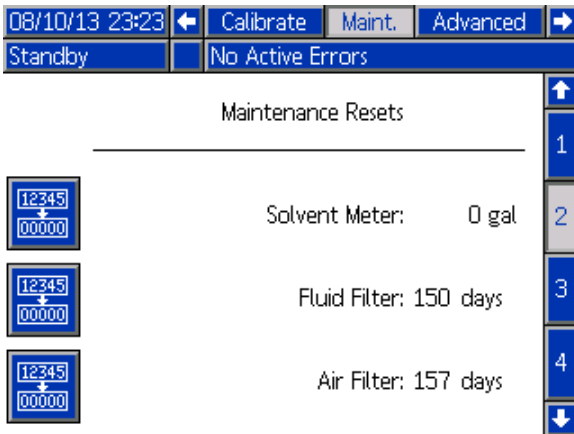 08/10/13 23:23 Calibrate Maint. Advanced
Standby No Active Errors
Maintenance Resets
1
12345
00000
Solvent Meter: 0 gal
2
12345
00000
Fluid Filter: 150 days
3
12345
00000
Air Filter: 157 days
4